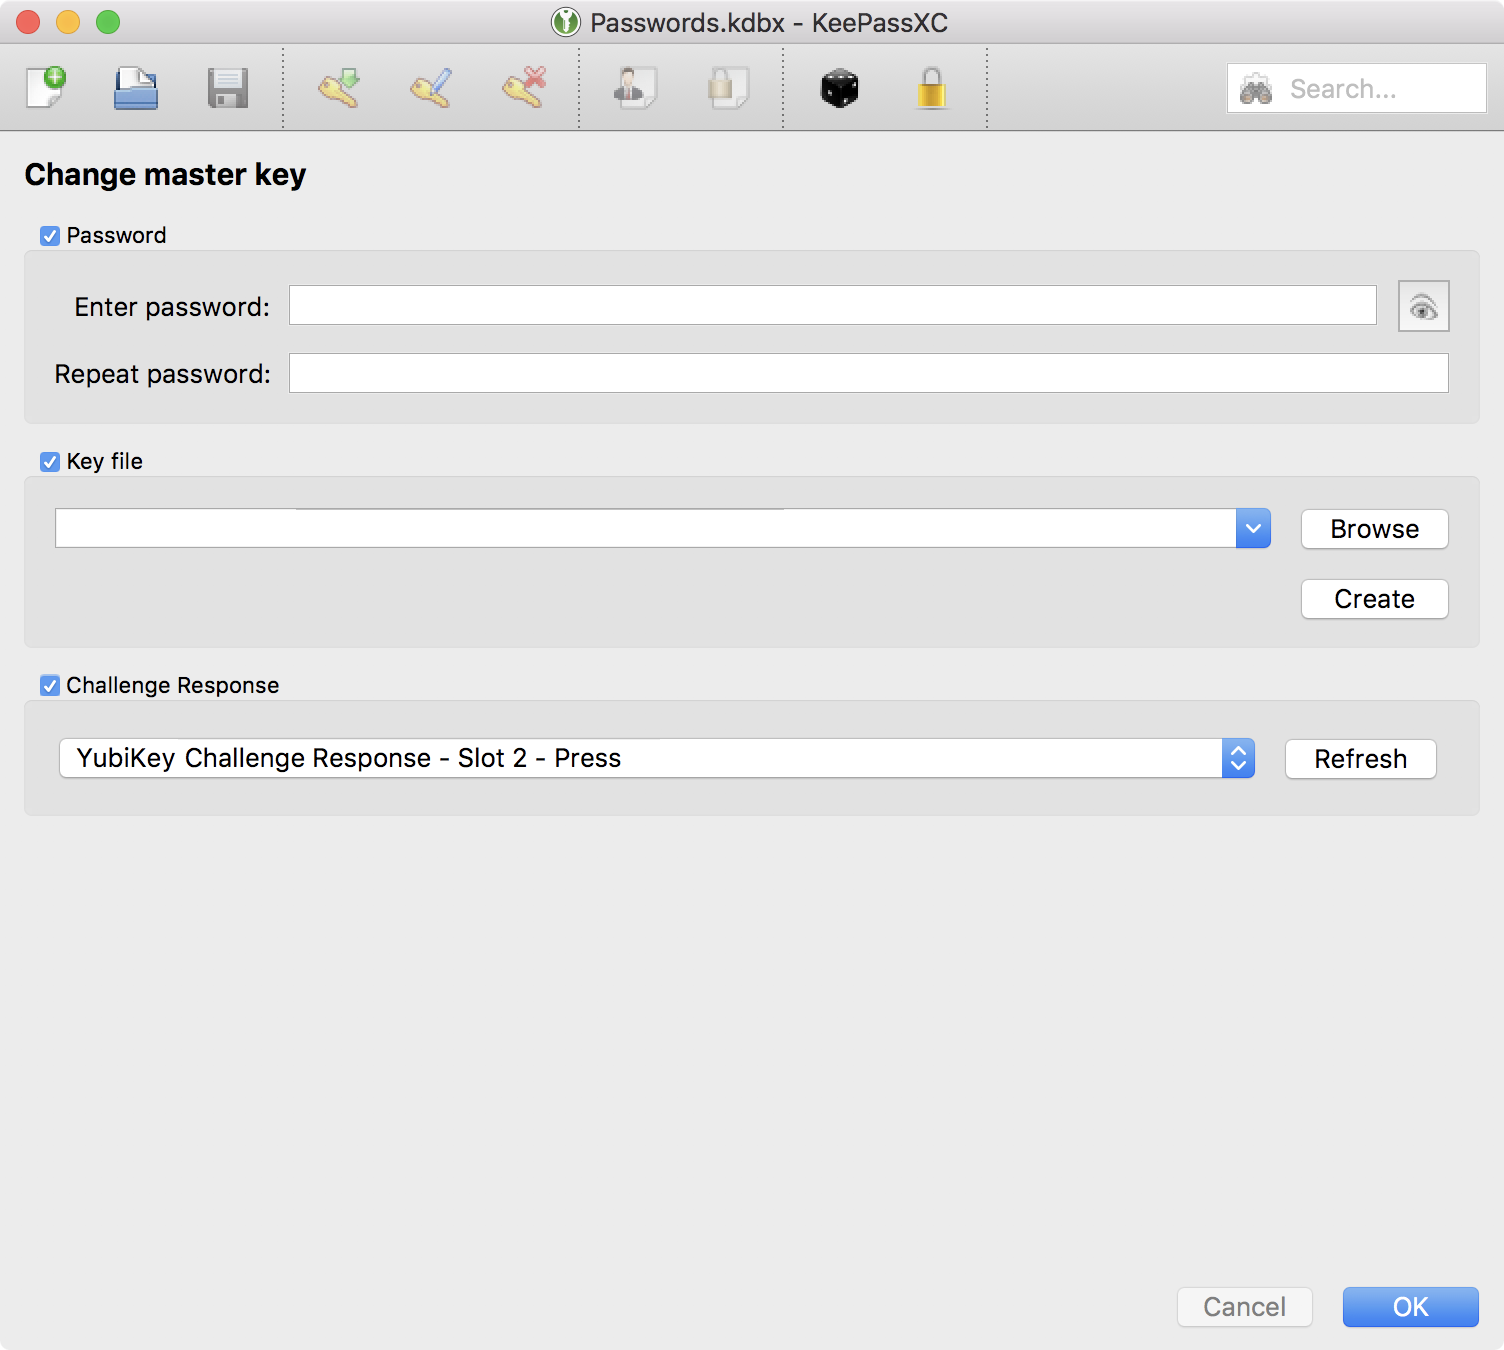 Passwords.kdbx - KeePassXC
Search...
Change master key
Password
Enter password:
Repeat password:
Key file
Browse
Create
Challenge Response
YubiKey Challenge Response - Slot 2 - Press
Refresh
Cancel
OK